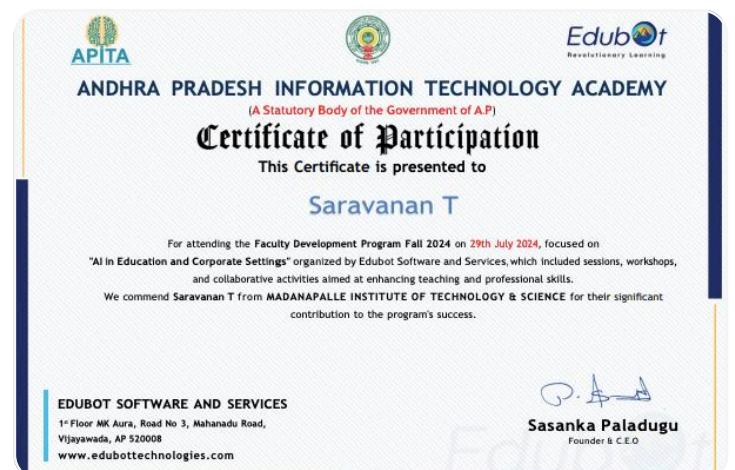 APITA
Edubot
Revolutionary Learning
ANDHRA PRADESH INFORMATION TECHNOLOGY ACADEMY
(A Statutory Body of the Government of A.P)
Certificate of Participation
This Certificate is presented to
Saravanan T
For attending the Faculty Development Program Fall 2024 on 29th July 2024, focused on
"AI in Education and Corporate Settings" organized by Edubot Software and Services, which included sessions, workshops,
and collaborative activities aimed at enhancing teaching and professional skills.
We commend Saravanan T from MADANAPALLE INSTITUTE OF TECHNOLOGY & SCIENCE for their significant
contribution to the program's success.
EDUBOT SOFTWARE AND SERVICES
1st Floor MK Aura, Road No 3, Mahanadu Road,
Vijayawada, AP 520008
www.edubottechnologies.com
Sasanka Paladugu
Founder & C.E.O
Edubot